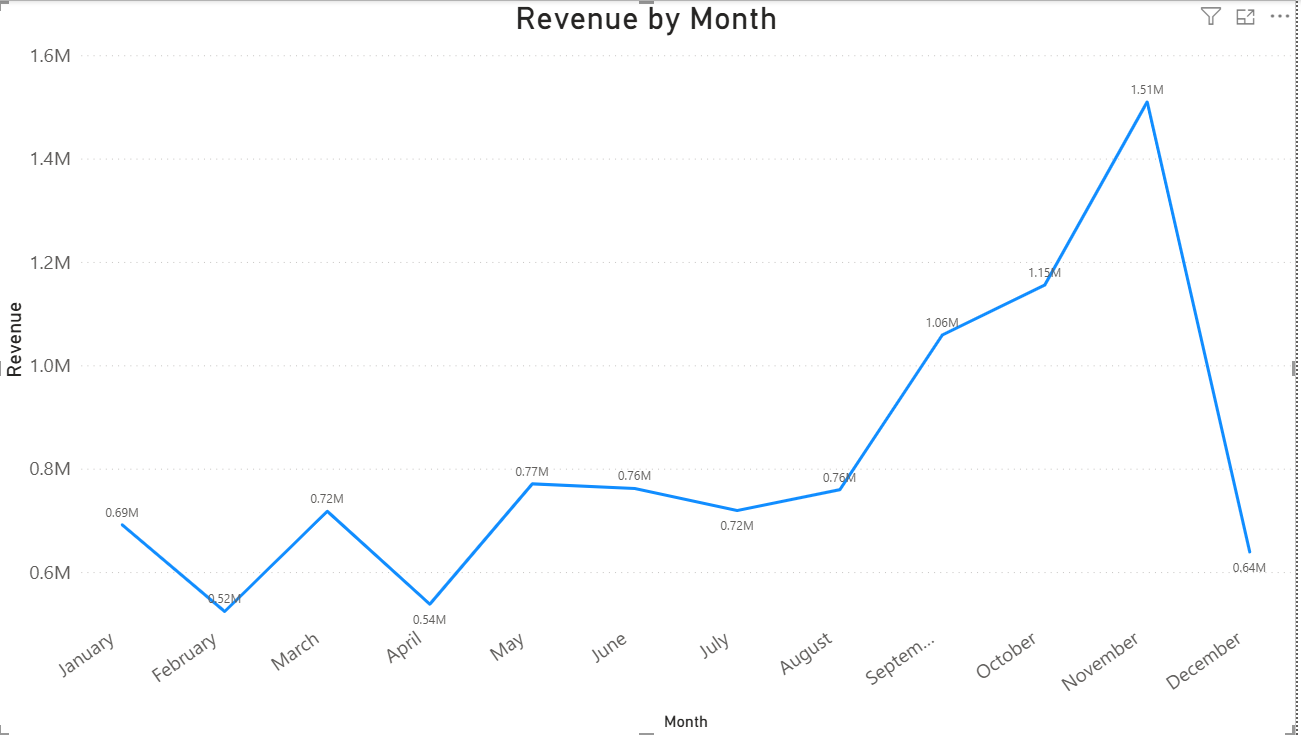 Revenue by Month
1.6M
1.4M
1.2M
1.0M
0.8M
0.6M
Revenue
0.69M
0.52M
0.72M
0.54M
0.77M
0.76M
0.72M
0.76M
1.06M
1.15M
1.51M
0.64M
January
February
March
April
May
June
July
August
Septem...
October
November
December
Month